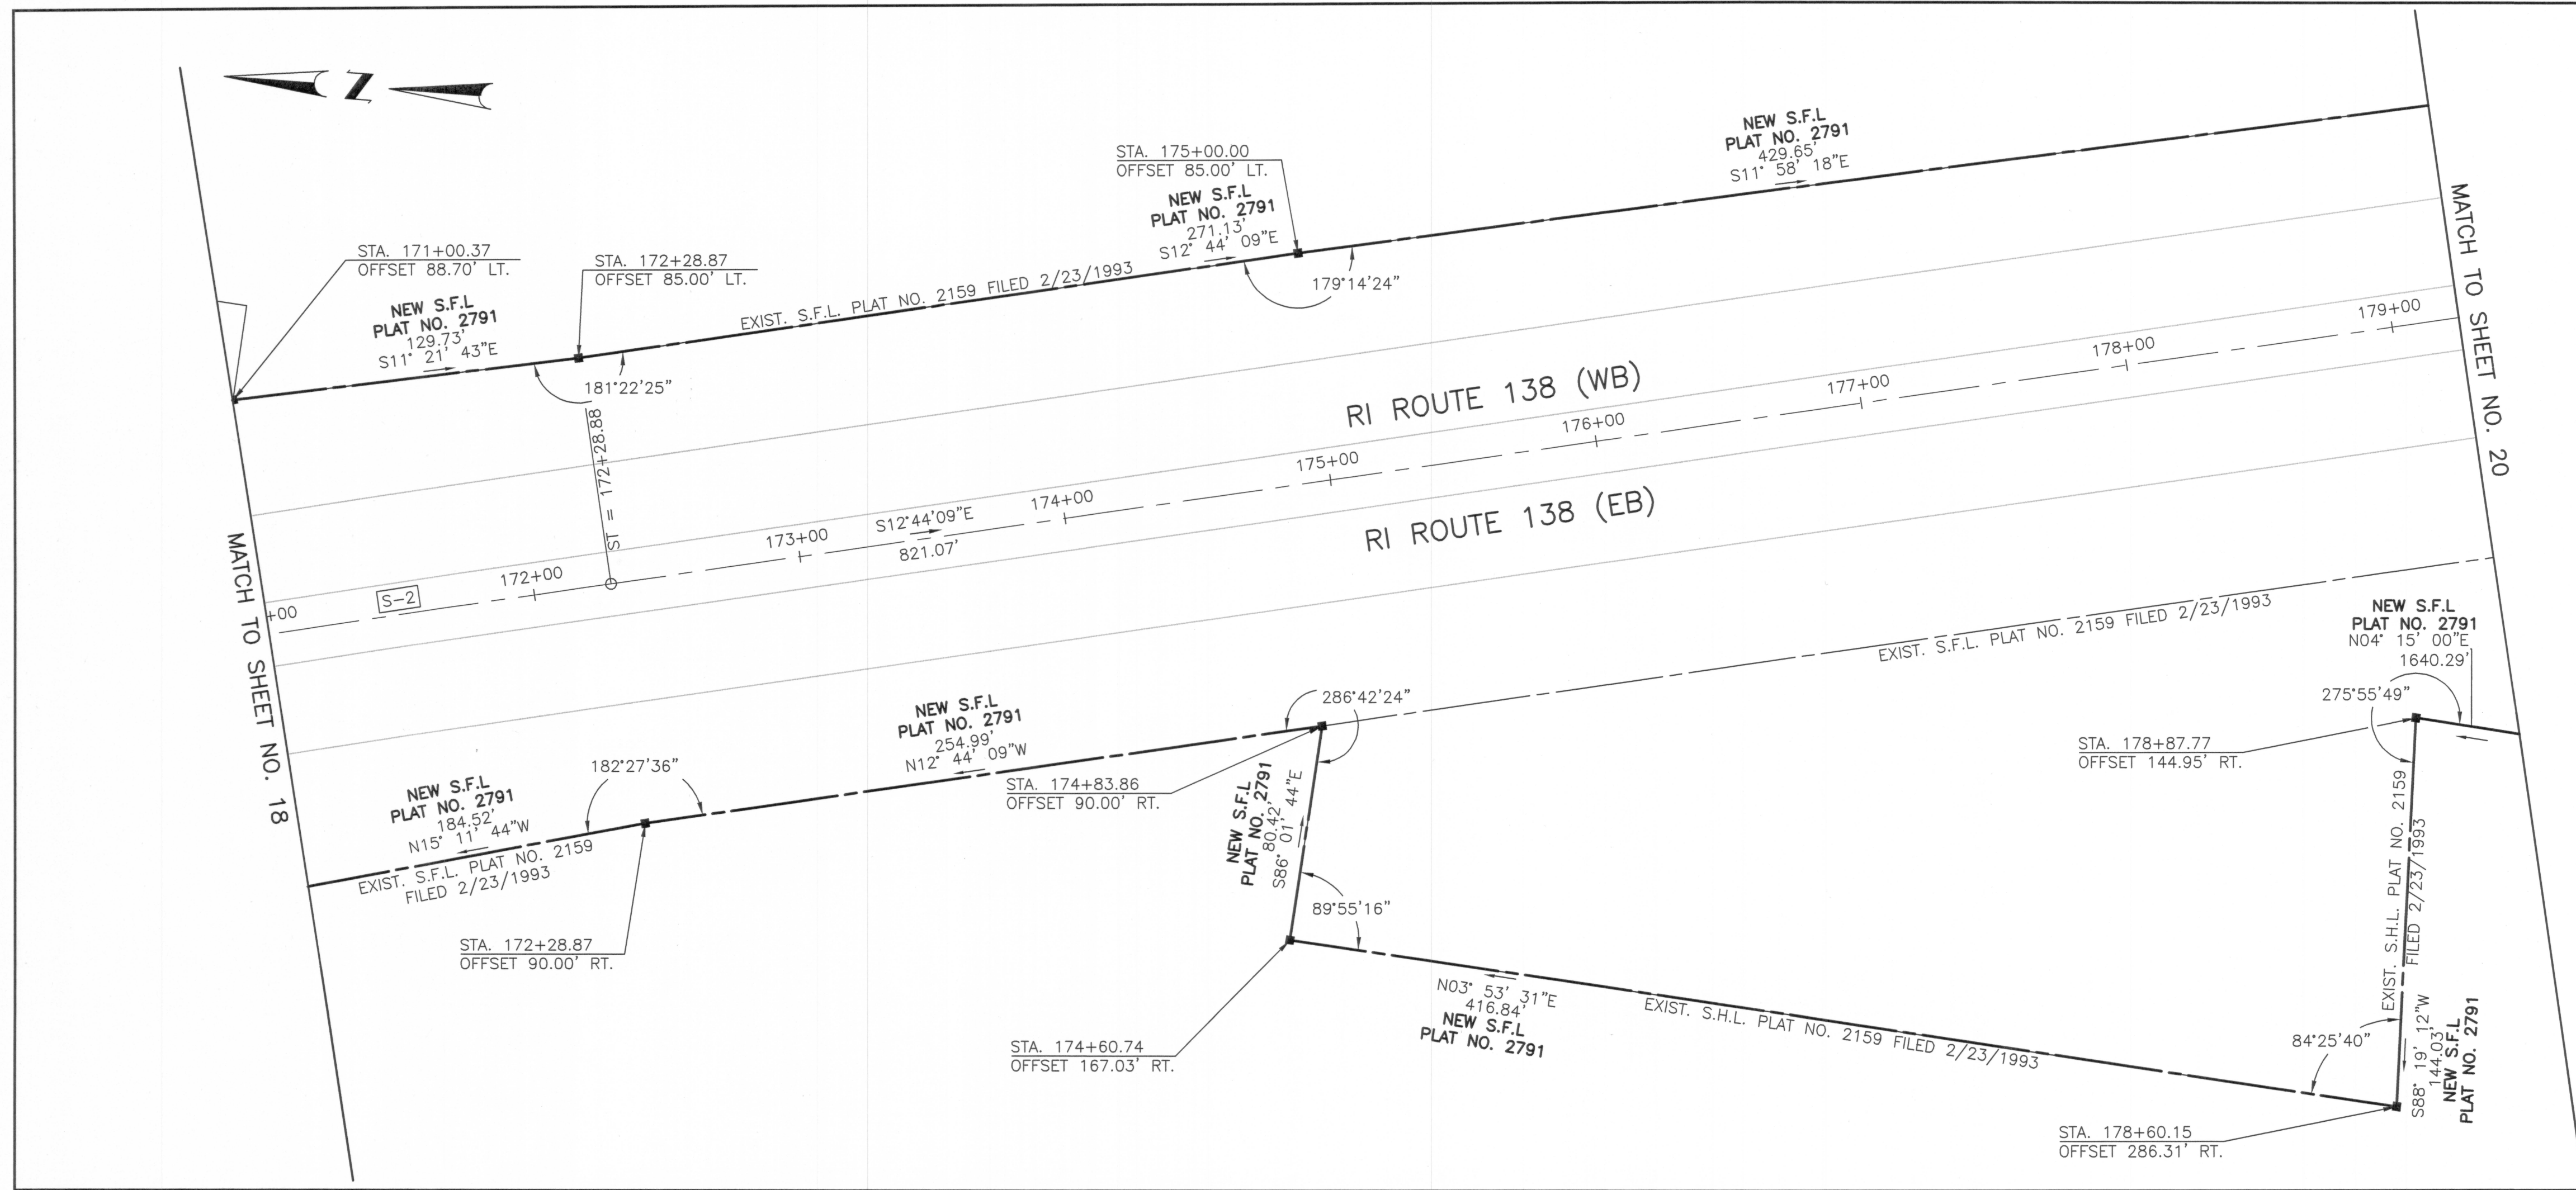 N
NEW S.F.L
PLAT NO. 2791
429.65'
S11° 58' 18"E
STA. 175+00.00
OFFSET 85.00' LT.
NEW S.F.L
PLAT NO. 2791
271.13'
S12° 44' 09"E
179°14'24"
STA. 171+00.37
OFFSET 88.70' LT.
STA. 172+28.87
OFFSET 85.00' LT.
NEW S.F.L
PLAT NO. 2791
129.73'
S11° 21' 43"E
EXIST. S.F.L. PLAT NO. 2159 FILED 2/23/1993
181°22'25"
ST = 172+28.88
MATCH TO SHEET NO. 18
MATCH TO SHEET NO. 20
RI ROUTE 138 (WB)
+00
S-2
172+00
173+00
S12°44'09"E
821.07'
174+00
175+00
176+00
177+00
178+00
179+00
RI ROUTE 138 (EB)
EXIST. S.F.L. PLAT NO. 2159 FILED 2/23/1993
NEW S.F.L
PLAT NO. 2791
N04° 15' 00"E
1640.29'
275°55'49"
STA. 178+87.77
OFFSET 144.95' RT.
286°42'24"
NEW S.F.L
PLAT NO. 2791
254.99'
N12° 44' 09"W
182°27'36"
STA. 174+83.86
OFFSET 90.00' RT.
NEW S.F.L
PLAT NO. 2791
184.52'
N15° 11' 44"W
EXIST. S.F.L. PLAT NO. 2159
FILED 2/23/1993
NEW S.F.L
PLAT NO. 2791
80.42'
S86° 01' 44"E
89°55'16"
STA. 172+28.87
OFFSET 90.00' RT.
N03° 53' 31"E
416.84'
NEW S.F.L
PLAT NO. 2791
EXIST. S.H.L. PLAT NO. 2159 FILED 2/23/1993
STA. 174+60.74
OFFSET 167.03' RT.
EXIST. S.H.L. PLAT NO. 2159
FILED 2/23/1993
84°25'40"
S88° 19' 12"W
144.03'
NEW S.F.L
PLAT NO. 2791
STA. 178+60.15
OFFSET 286.31' RT.